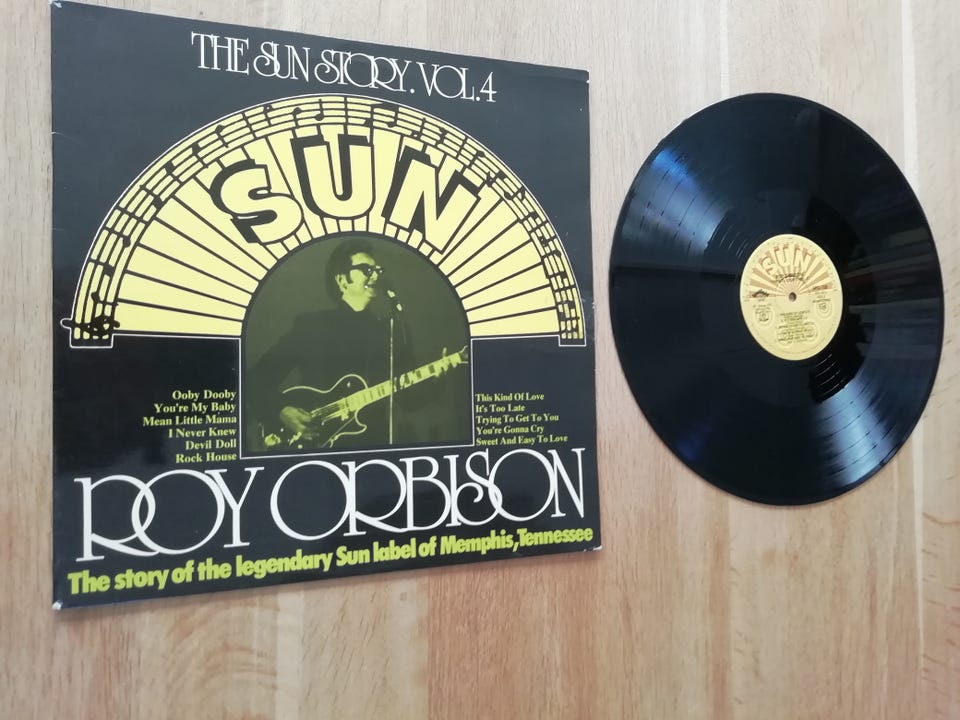 THE SUN STORY. VOL.4
SUN
Ooby Dooby
You're My Baby
Mean Little Mama
I Never Knew
Devil Doll
Rock House
This Kind Of Love
It's Too Late
Trying To Get To You
You're Gonna Cry
Sweet And Easy To Love
ROY ORBISON
The story of the legendary Sun label of Memphis, Tennessee
SUN